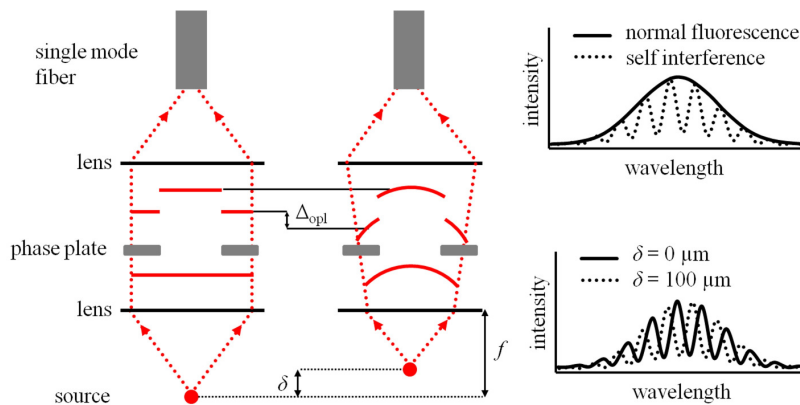 single mode
fiber
lens
Δopl
phase plate
lens
f
δ
source
normal fluorescence
self interference
intensity
wavelength
δ = 0 µm
δ = 100 µm
intensity
wavelength